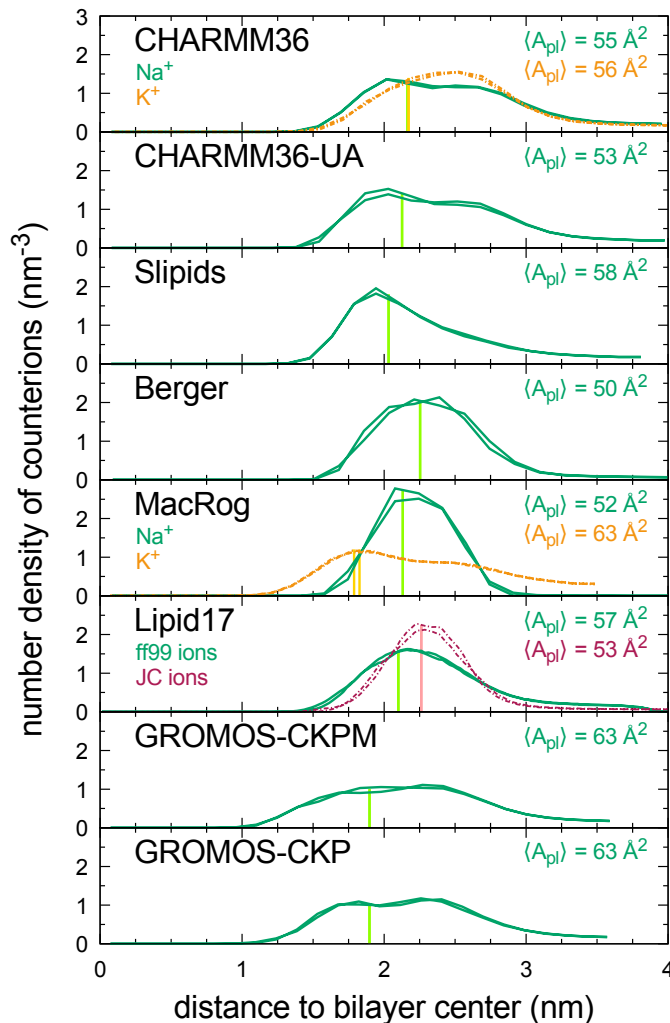 number density of counterions (nm⁻³)
CHARMM36
⟨Aₚₗ⟩ = 55 Å²
Na⁺
⟨Aₚₗ⟩ = 56 Å²
K⁺
3
2
1
0
CHARMM36-UA
⟨Aₚₗ⟩ = 53 Å²
2
1
0
Slipids
⟨Aₚₗ⟩ = 58 Å²
2
1
0
Berger
⟨Aₚₗ⟩ = 50 Å²
2
1
0
MacRog
⟨Aₚₗ⟩ = 52 Å²
Na⁺
⟨Aₚₗ⟩ = 63 Å²
K⁺
2
1
0
Lipid17
⟨Aₚₗ⟩ = 57 Å²
ff99 ions
⟨Aₚₗ⟩ = 53 Å²
JC ions
2
1
0
GROMOS-CKPM
⟨Aₚₗ⟩ = 63 Å²
2
1
0
GROMOS-CKP
⟨Aₚₗ⟩ = 63 Å²
2
1
0
0 1 2 3 4
distance to bilayer center (nm)